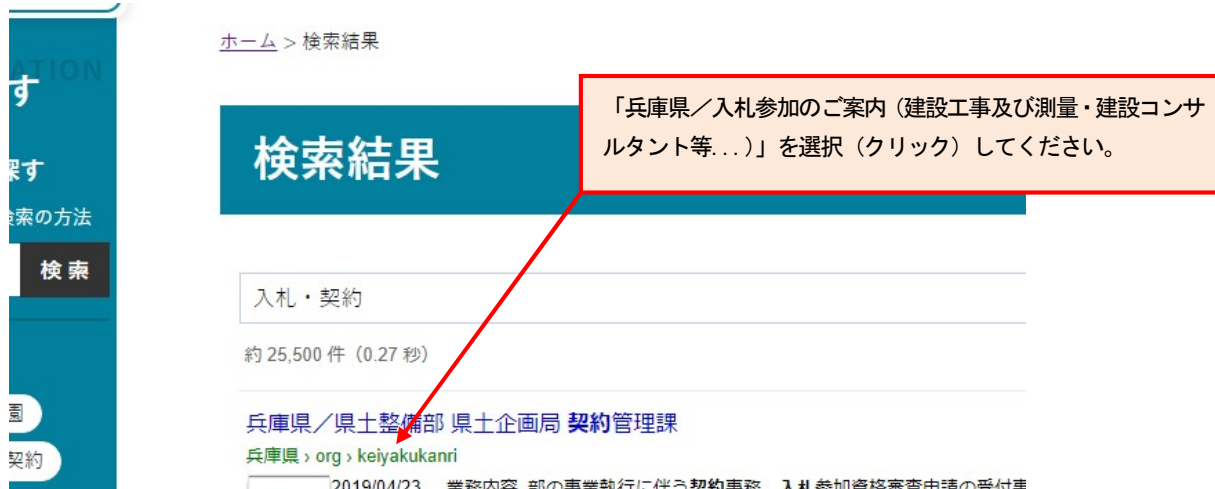 ATION
す
探す
検索の方法
検 索
園
契約
ホーム > 検索結果
「兵庫県／入札参加のご案内（建設工事及び測量・建設コンサ
ルタント等...）」を選択（クリック）してください。
検索結果
入札・契約
約 25,500 件（0.27 秒）
兵庫県／県土整備部 県土企画局 契約管理課
兵庫県 › org › keiyakukanri
2019/04/23 ... 業務内容. 部の事業執行に伴う契約事務、入札参加資格審査申請の受付事